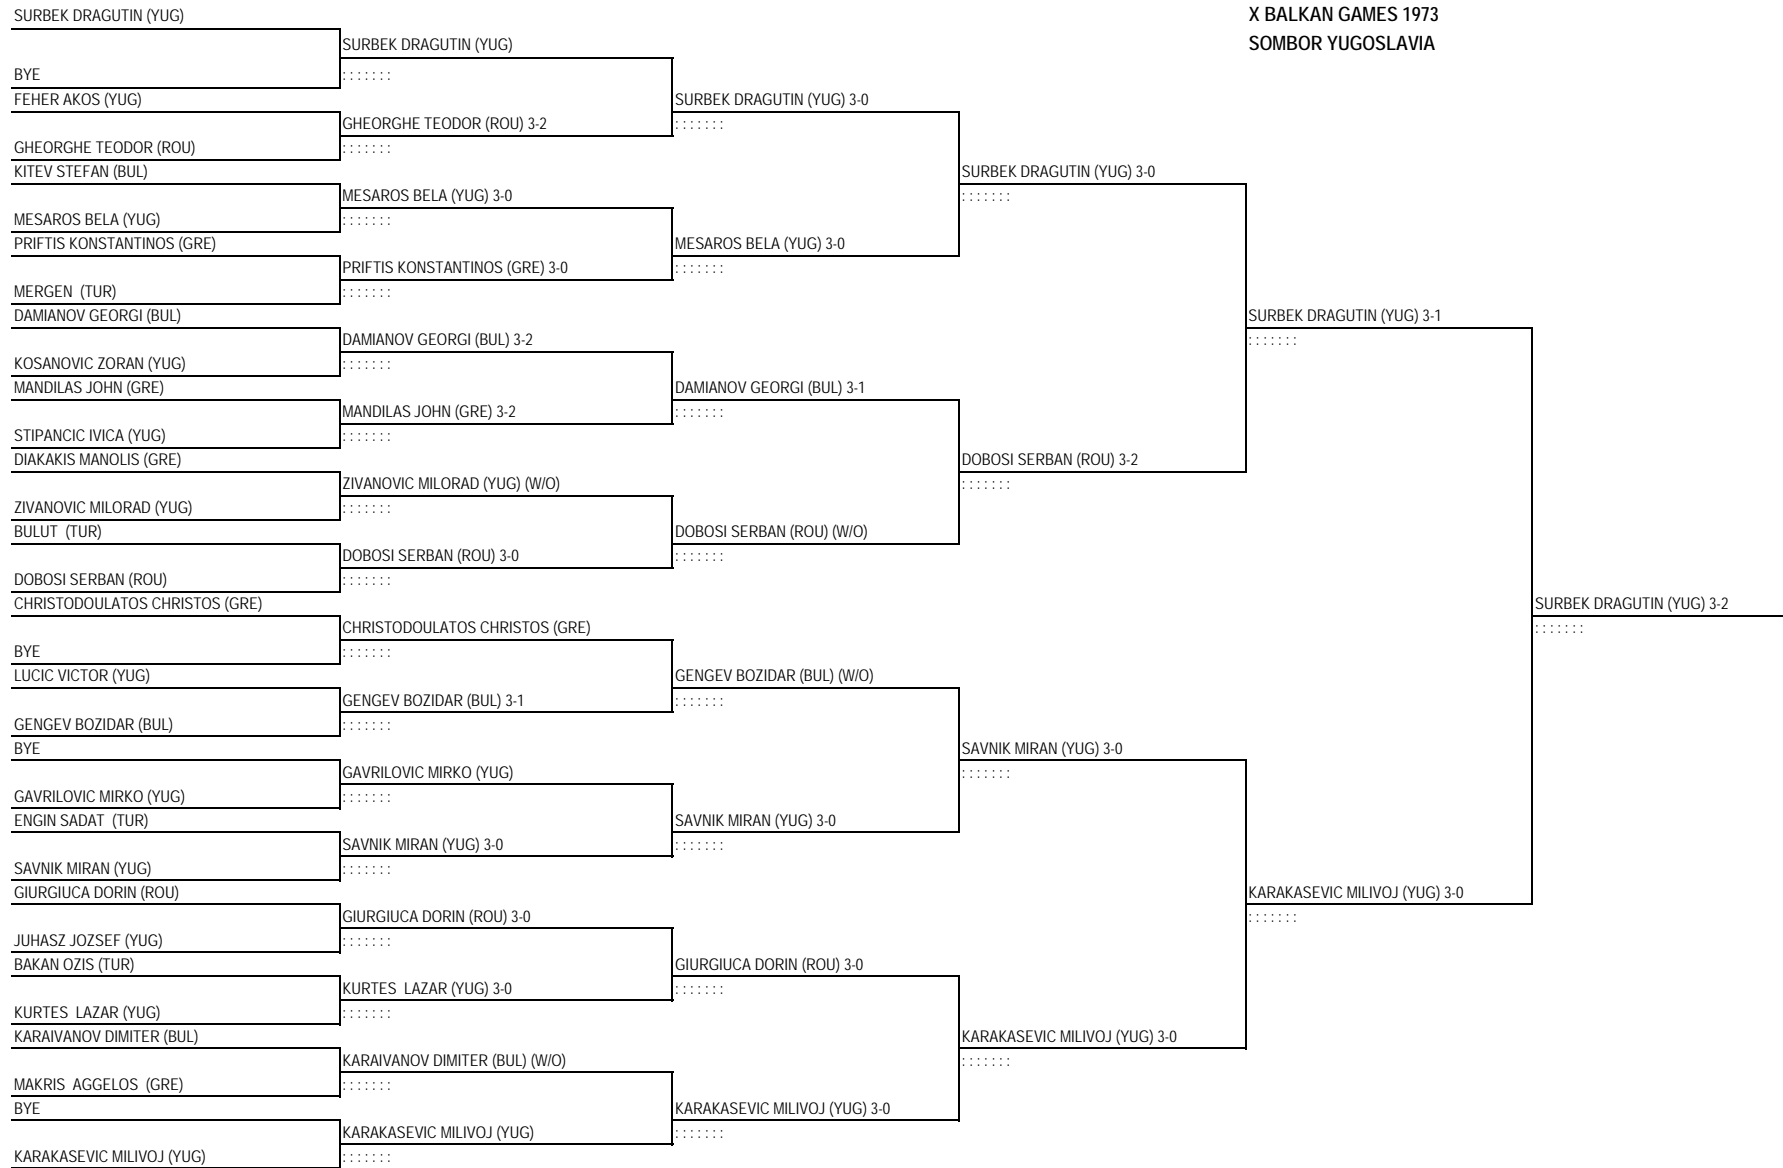 X BALKAN GAMES 1973
SOMBOR YUGOSLAVIA
SURBEK DRAGUTIN (YUG)
BYE
FEHER AKOS (YUG)
GHEORGHE TEODOR (ROU)
KITEV STEFAN (BUL)
MESAROS BELA (YUG)
PRIFTIS KONSTANTINOS (GRE)
MERGEN (TUR)
DAMIANOV GEORGI (BUL)
KOSANOVIC ZORAN (YUG)
MANDILAS JOHN (GRE)
STIPANCIC IVICA (YUG)
DIAKAKIS MANOLIS (GRE)
ZIVANOVIC MILORAD (YUG)
BULUT (TUR)
DOBOSI SERBAN (ROU)
CHRISTODOULATOS CHRISTOS (GRE)
BYE
LUCIC VICTOR (YUG)
GENGEV BOZIDAR (BUL)
BYE
GAVRILOVIC MIRKO (YUG)
ENGIN SADAT (TUR)
SAVNIK MIRAN (YUG)
GIURGIUCA DORIN (ROU)
JUHASZ JOZSEF (YUG)
BAKAN OZIS (TUR)
KURTES LAZAR (YUG)
KARAIVANOV DIMITER (BUL)
MAKRIS AGGELOS (GRE)
BYE
KARAKASEVIC MILIVOJ (YUG)
SURBEK DRAGUTIN (YUG)
: : : : : : :
GHEORGHE TEODOR (ROU) 3-2
: : : : : : :
MESAROS BELA (YUG) 3-0
: : : : : : :
PRIFTIS KONSTANTINOS (GRE) 3-0
: : : : : : :
DAMIANOV GEORGI (BUL) 3-2
: : : : : : :
MANDILAS JOHN (GRE) 3-2
: : : : : : :
ZIVANOVIC MILORAD (YUG) (W/O)
: : : : : : :
DOBOSI SERBAN (ROU) 3-0
: : : : : : :
CHRISTODOULATOS CHRISTOS (GRE)
: : : : : : :
GENGEV BOZIDAR (BUL) 3-1
: : : : : : :
GAVRILOVIC MIRKO (YUG)
: : : : : : :
SAVNIK MIRAN (YUG) 3-0
: : : : : : :
GIURGIUCA DORIN (ROU) 3-0
: : : : : : :
KURTES LAZAR (YUG) 3-0
: : : : : : :
KARAIVANOV DIMITER (BUL) (W/O)
: : : : : : :
KARAKASEVIC MILIVOJ (YUG)
: : : : : : :
SURBEK DRAGUTIN (YUG) 3-0
: : : : : : :
MESAROS BELA (YUG) 3-0
: : : : : : :
DAMIANOV GEORGI (BUL) 3-1
: : : : : : :
DOBOSI SERBAN (ROU) (W/O)
: : : : : : :
GENGEV BOZIDAR (BUL) (W/O)
: : : : : : :
SAVNIK MIRAN (YUG) 3-0
: : : : : : :
GIURGIUCA DORIN (ROU) 3-0
: : : : : : :
KARAKASEVIC MILIVOJ (YUG) 3-0
: : : : : : :
SURBEK DRAGUTIN (YUG) 3-0
: : : : : : :
DOBOSI SERBAN (ROU) 3-2
: : : : : : :
SAVNIK MIRAN (YUG) 3-0
: : : : : : :
KARAKASEVIC MILIVOJ (YUG) 3-0
: : : : : : :
SURBEK DRAGUTIN (YUG) 3-1
: : : : : : :
KARAKASEVIC MILIVOJ (YUG) 3-0
: : : : : : :
SURBEK DRAGUTIN (YUG) 3-2
: : : : : : :